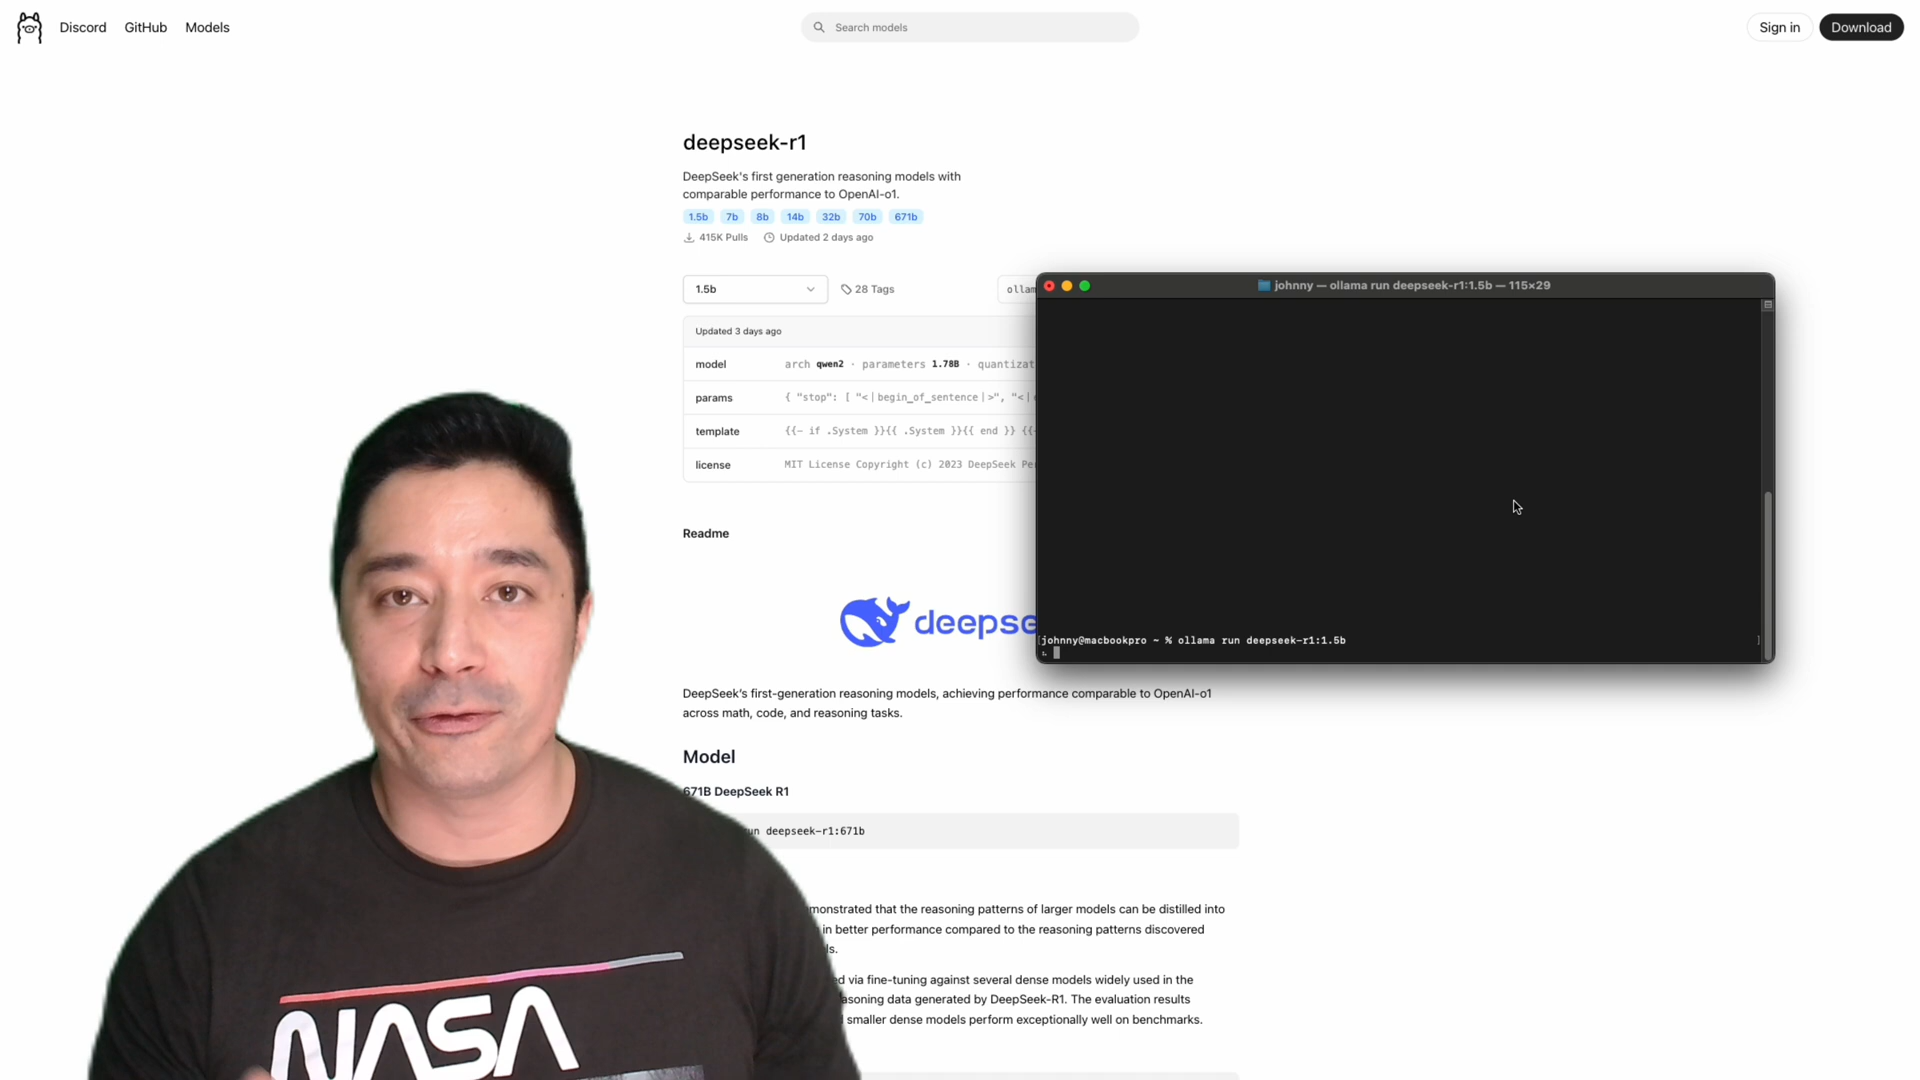 Discord GitHub Models
Search models
Sign in Download
deepseek-r1
DeepSeek's first generation reasoning models with
comparable performance to OpenAI-o1.
1.5b 7b 8b 14b 32b 70b 671b
415K Pulls Updated 2 days ago
1.5b 28 Tags
Updated 3 days ago
model arch qwen2 · parameters 1.78B ·
params { "stop": [ "<|begin_of_sentence|>", "<|
template {{- if .System }}{{ .System }}{{ end }} {{-
license MIT License Copyright (c) 2023 DeepSeek
Readme
johnny — ollama run deepseek-r1:1.5b — 115×29
[johnny@macbookpro ~ % ollama run deepseek-r1:1.5b ]
DeepSeek's first-generation reasoning models, achieving performance comparable to OpenAI-o1
across math, code, and reasoning tasks.
Model
671B DeepSeek R1
deepseek-r1:671b
that the reasoning patterns of larger models can be distilled into
in better performance compared to the reasoning patterns discovered
via fine-tuning against several dense models widely used in the
data generated by DeepSeek-R1. The evaluation results
smaller dense models perform exceptionally well on benchmarks.
NASA